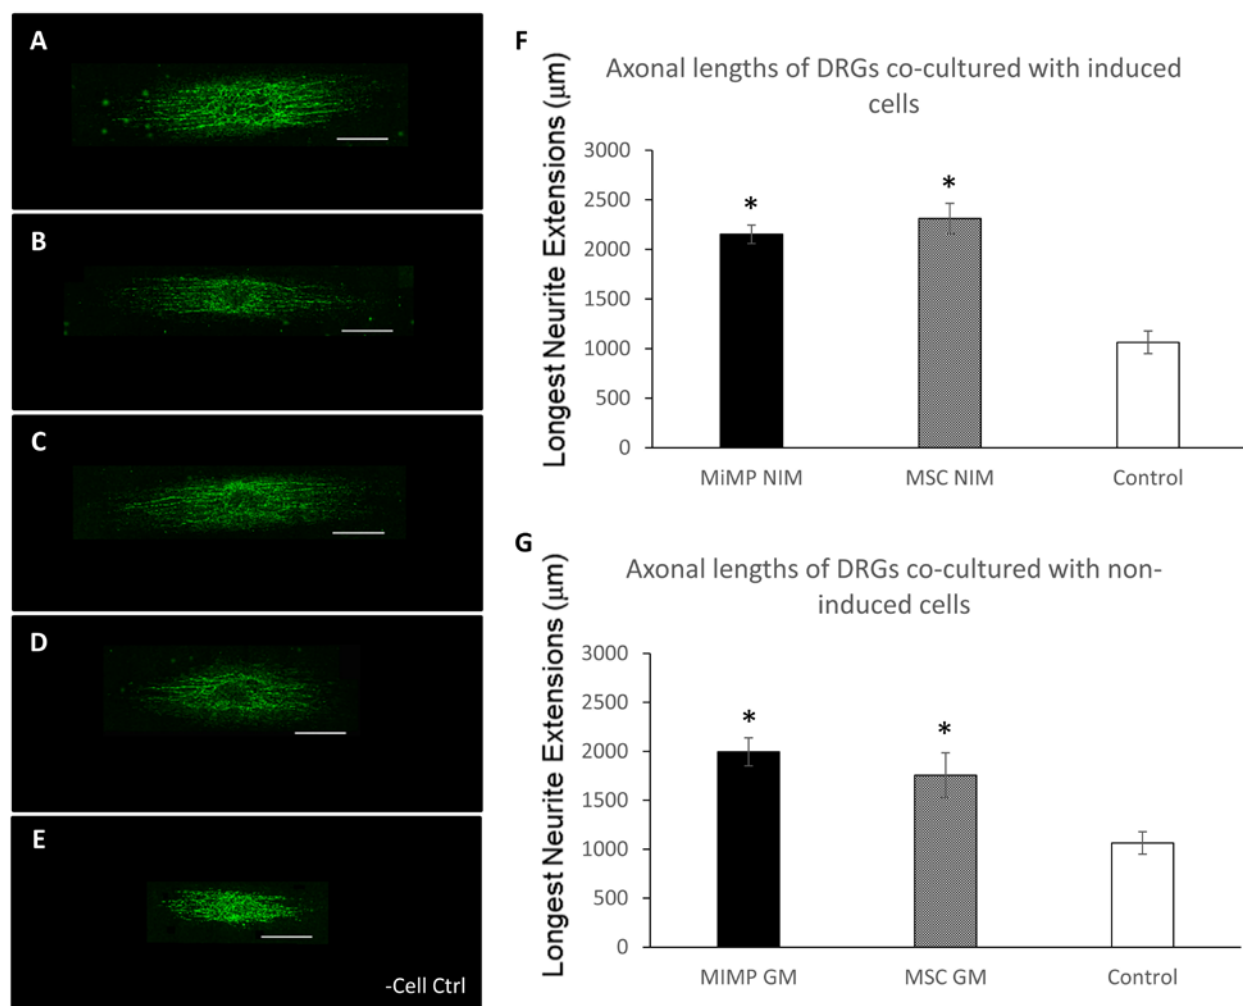 A
B
C
D
E
-Cell Ctrl
F
Axonal lengths of DRGs co-cultured with induced
cells
Longest Neurite Extensions (µm)
3000
2500
2000
1500
1000
500
0
*
*
MiMP NIM
MSC NIM
Control
G
Axonal lengths of DRGs co-cultured with non-
induced cells
Longest Neurite Extensions (µm)
3000
2500
2000
1500
1000
500
0
*
*
MIMP GM
MSC GM
Control